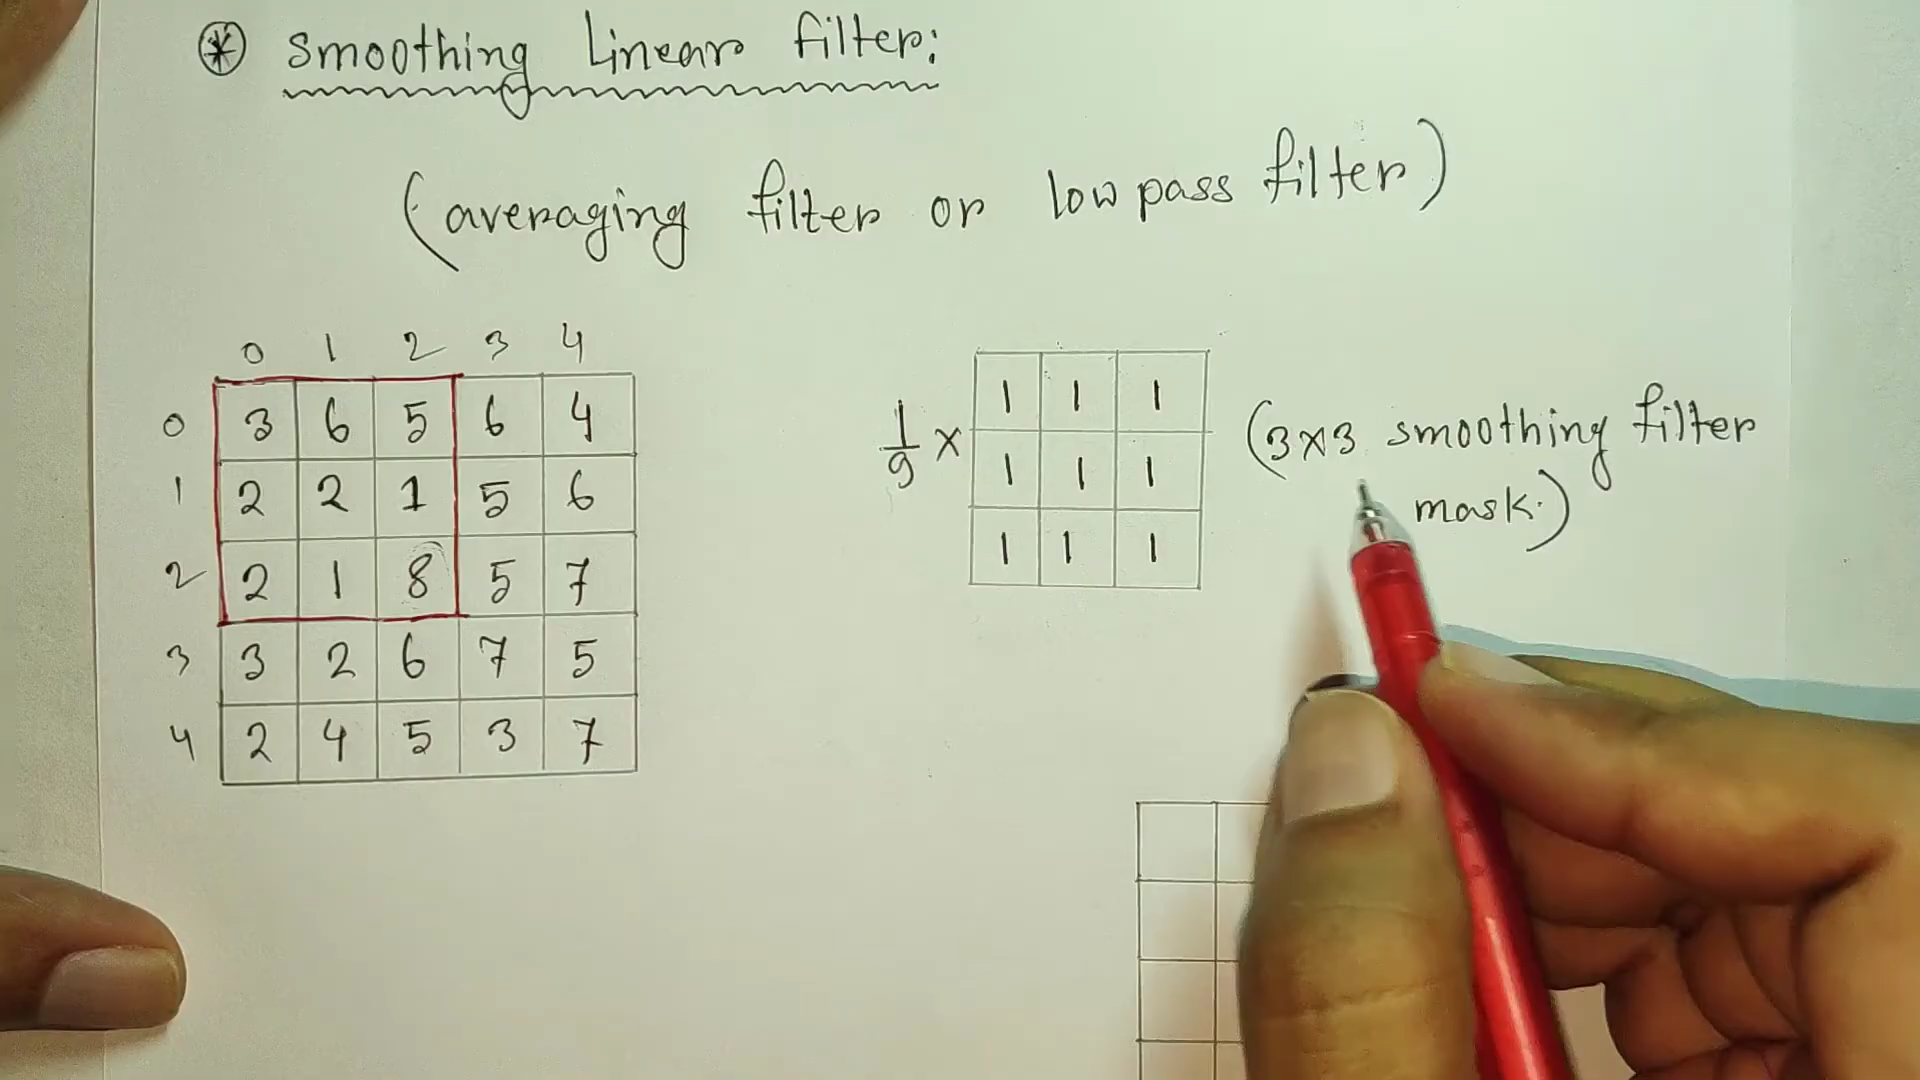 * Smoothing Linear filter:
(averaging filter or low pass filter)
0 1 2 3 4
0 3 6 5 6 4
1 2 2 1 5 6
2 2 1 8 5 7
3 3 2 6 7 5
4 2 4 5 3 7
1/9 ×
1 1 1
1 1 1
1 1 1
(3×3 smoothing filter
mask.)